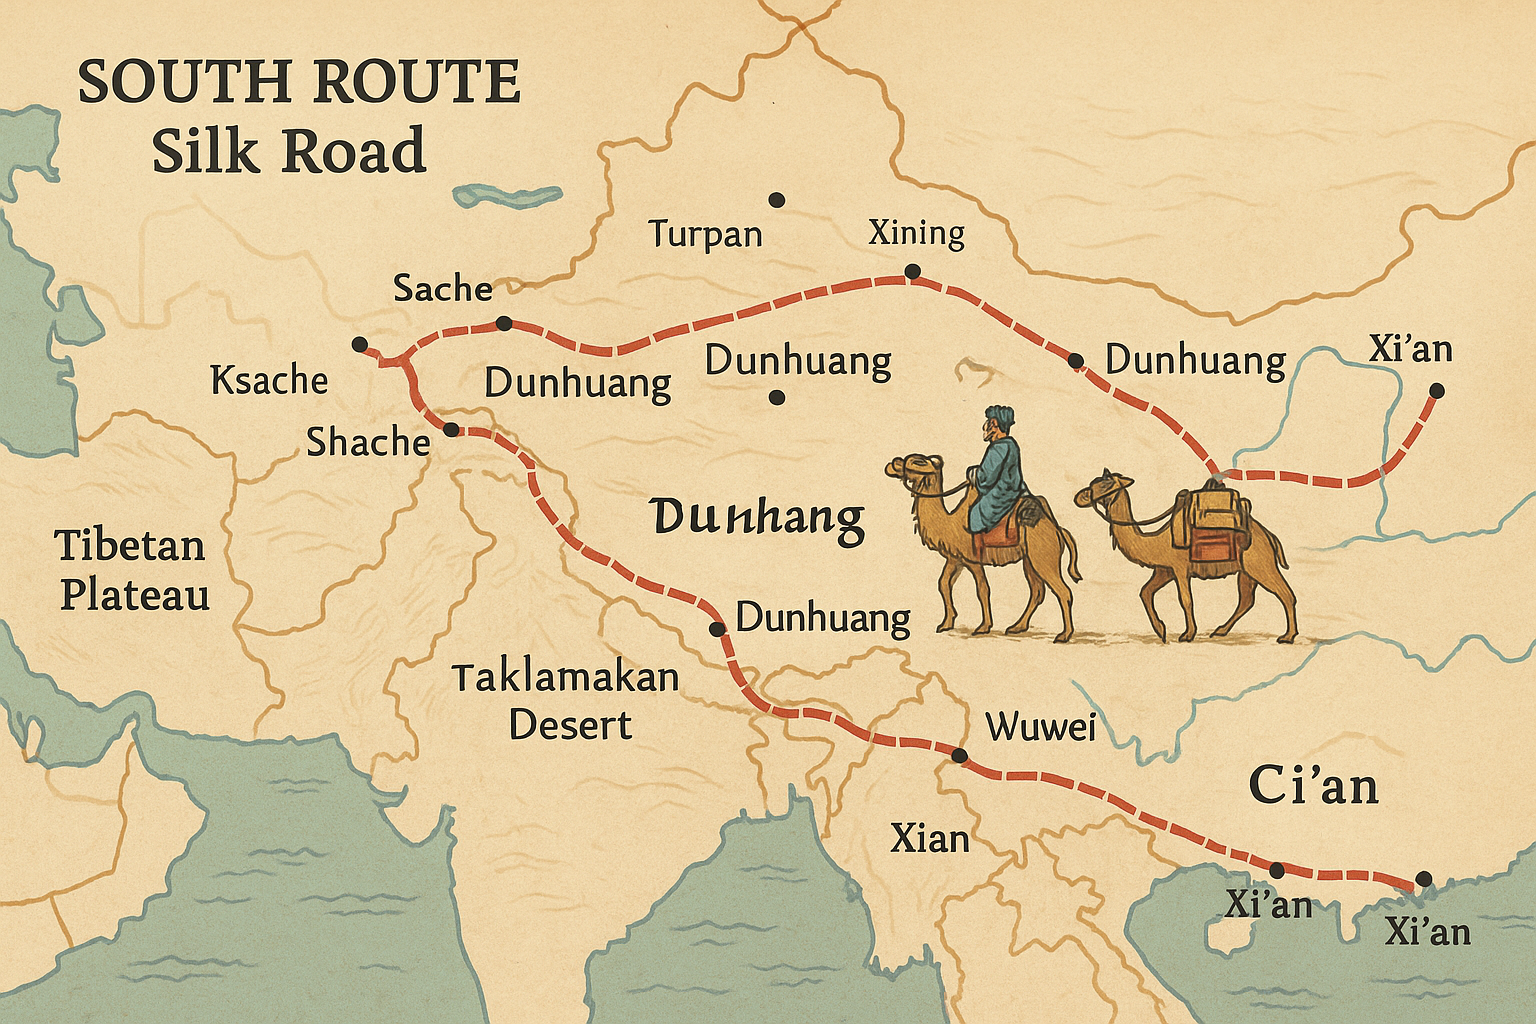 SOUTH ROUTE
Silk Road
Turpan
Xining
Sache
Xi’an
Dunhuang
Dunhuang
Ksache
Dunhuang
Shache
Dunhang
Tibetan
Plateau
Dunhuang
Taklamakan
Desert
Wuwei
Ci’an
Xian
Xi’an
Xi’an